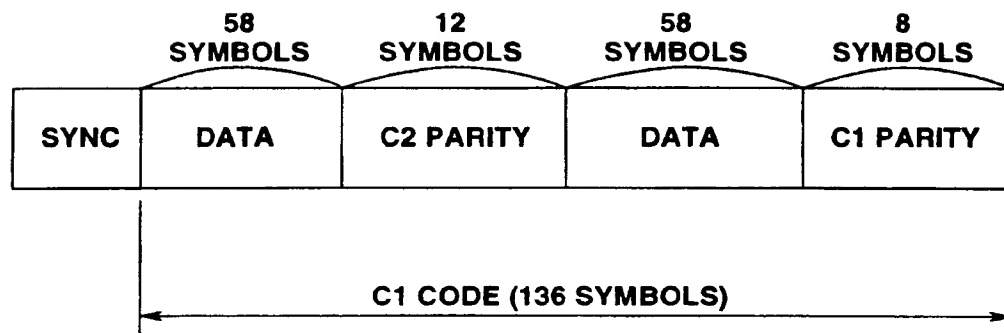 58 SYMBOLS
12 SYMBOLS
58 SYMBOLS
8 SYMBOLS
SYNC
DATA
C2 PARITY
DATA
C1 PARITY
C1 CODE (136 SYMBOLS)